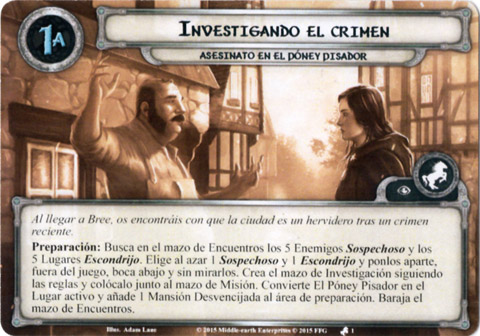 1A
INVESTIGANDO EL CRIMEN
ASESINATO EN EL PÓNEY PISADOR
Al llegar a Bree, os encontráis con que la ciudad es un hervidero tras un crimen
reciente.
Preparación: Busca en el mazo de Encuentros los 5 Enemigos Sospechoso y los
5 Lugares Escondrijo. Elige al azar 1 Sospechoso y 1 Escondrijo y ponlos aparte,
fuera del juego, boca abajo y sin mirarlos. Crea el mazo de Investigación siguiendo
las reglas y colócalo junto al mazo de Misión. Convierte El Póney Pisador en el
Lugar activo y añade 1 Mansión Desvencijada al área de preparación. Baraja el
mazo de Encuentros.
Illus. Adam Lane © 2015 Middle-earth Enterprises © 2015 FFG 1